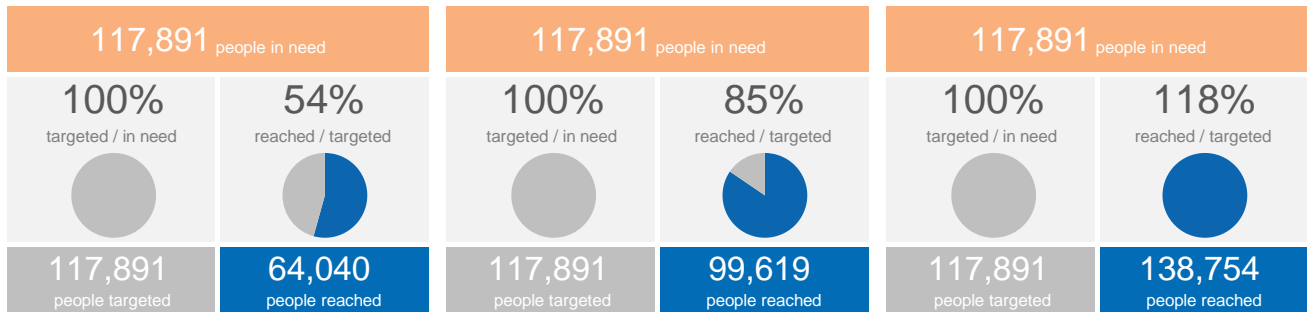 117,891 people in need
100%
targeted / in need
54%
reached / targeted
117,891
people targeted
64,040
people reached
117,891 people in need
100%
targeted / in need
85%
reached / targeted
117,891
people targeted
99,619
people reached
117,891 people in need
100%
targeted / in need
118%
reached / targeted
117,891
people targeted
138,754
people reached